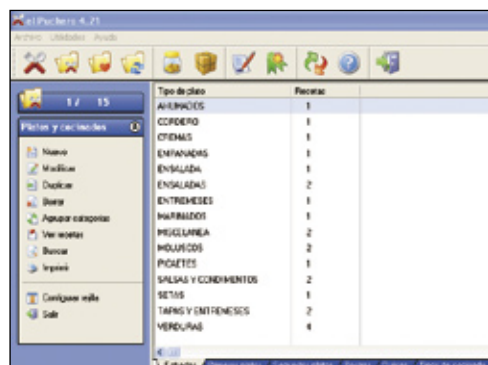 el Puchero 4.21
Archivo Utilidades Ayuda
1 / 15
Platos y cocinados
Nuevo
Modificar
Duplicar
Borrar
Agrupar categorias
Ver recetas
Buscar
Imprimir
Configurar rejilla
Salir
Tipo de plato Recetas
AHUMADOS 1
CORDERO 1
CREMAS 1
EMPANADAS 1
ENSALADA 1
ENSALADAS 2
ENTREMESES 1
MARINADOS 1
MISCELANEA 2
MOLUSCOS 2
PICAETES 1
SALSAS Y CONDIMENTOS 2
SETAS 1
TAPAS Y ENTREMESES 2
VERDURAS 4